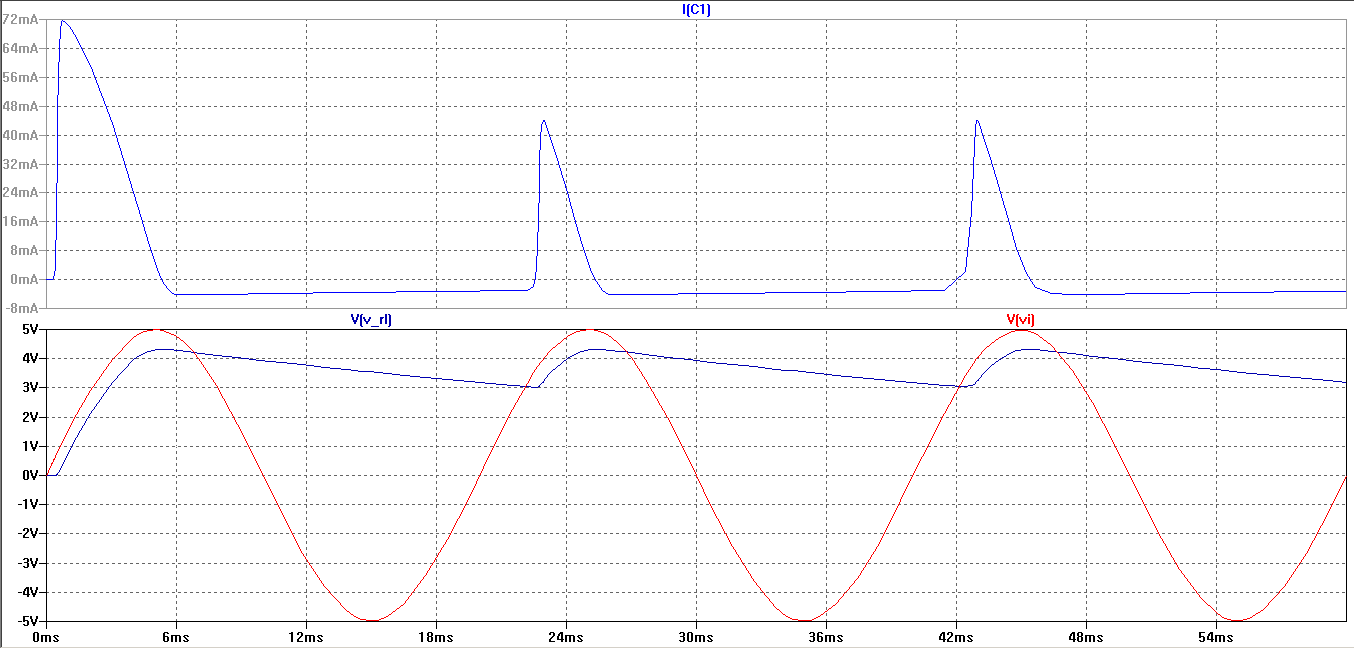 I(C1)
72mA
64mA
56mA
48mA
40mA
32mA
24mA
16mA
8mA
0mA
-8mA
V(v_rl)
V(vi)
5V
4V
3V
2V
1V
0V
-1V
-2V
-3V
-4V
-5V
0ms 6ms 12ms 18ms 24ms 30ms 36ms 42ms 48ms 54ms